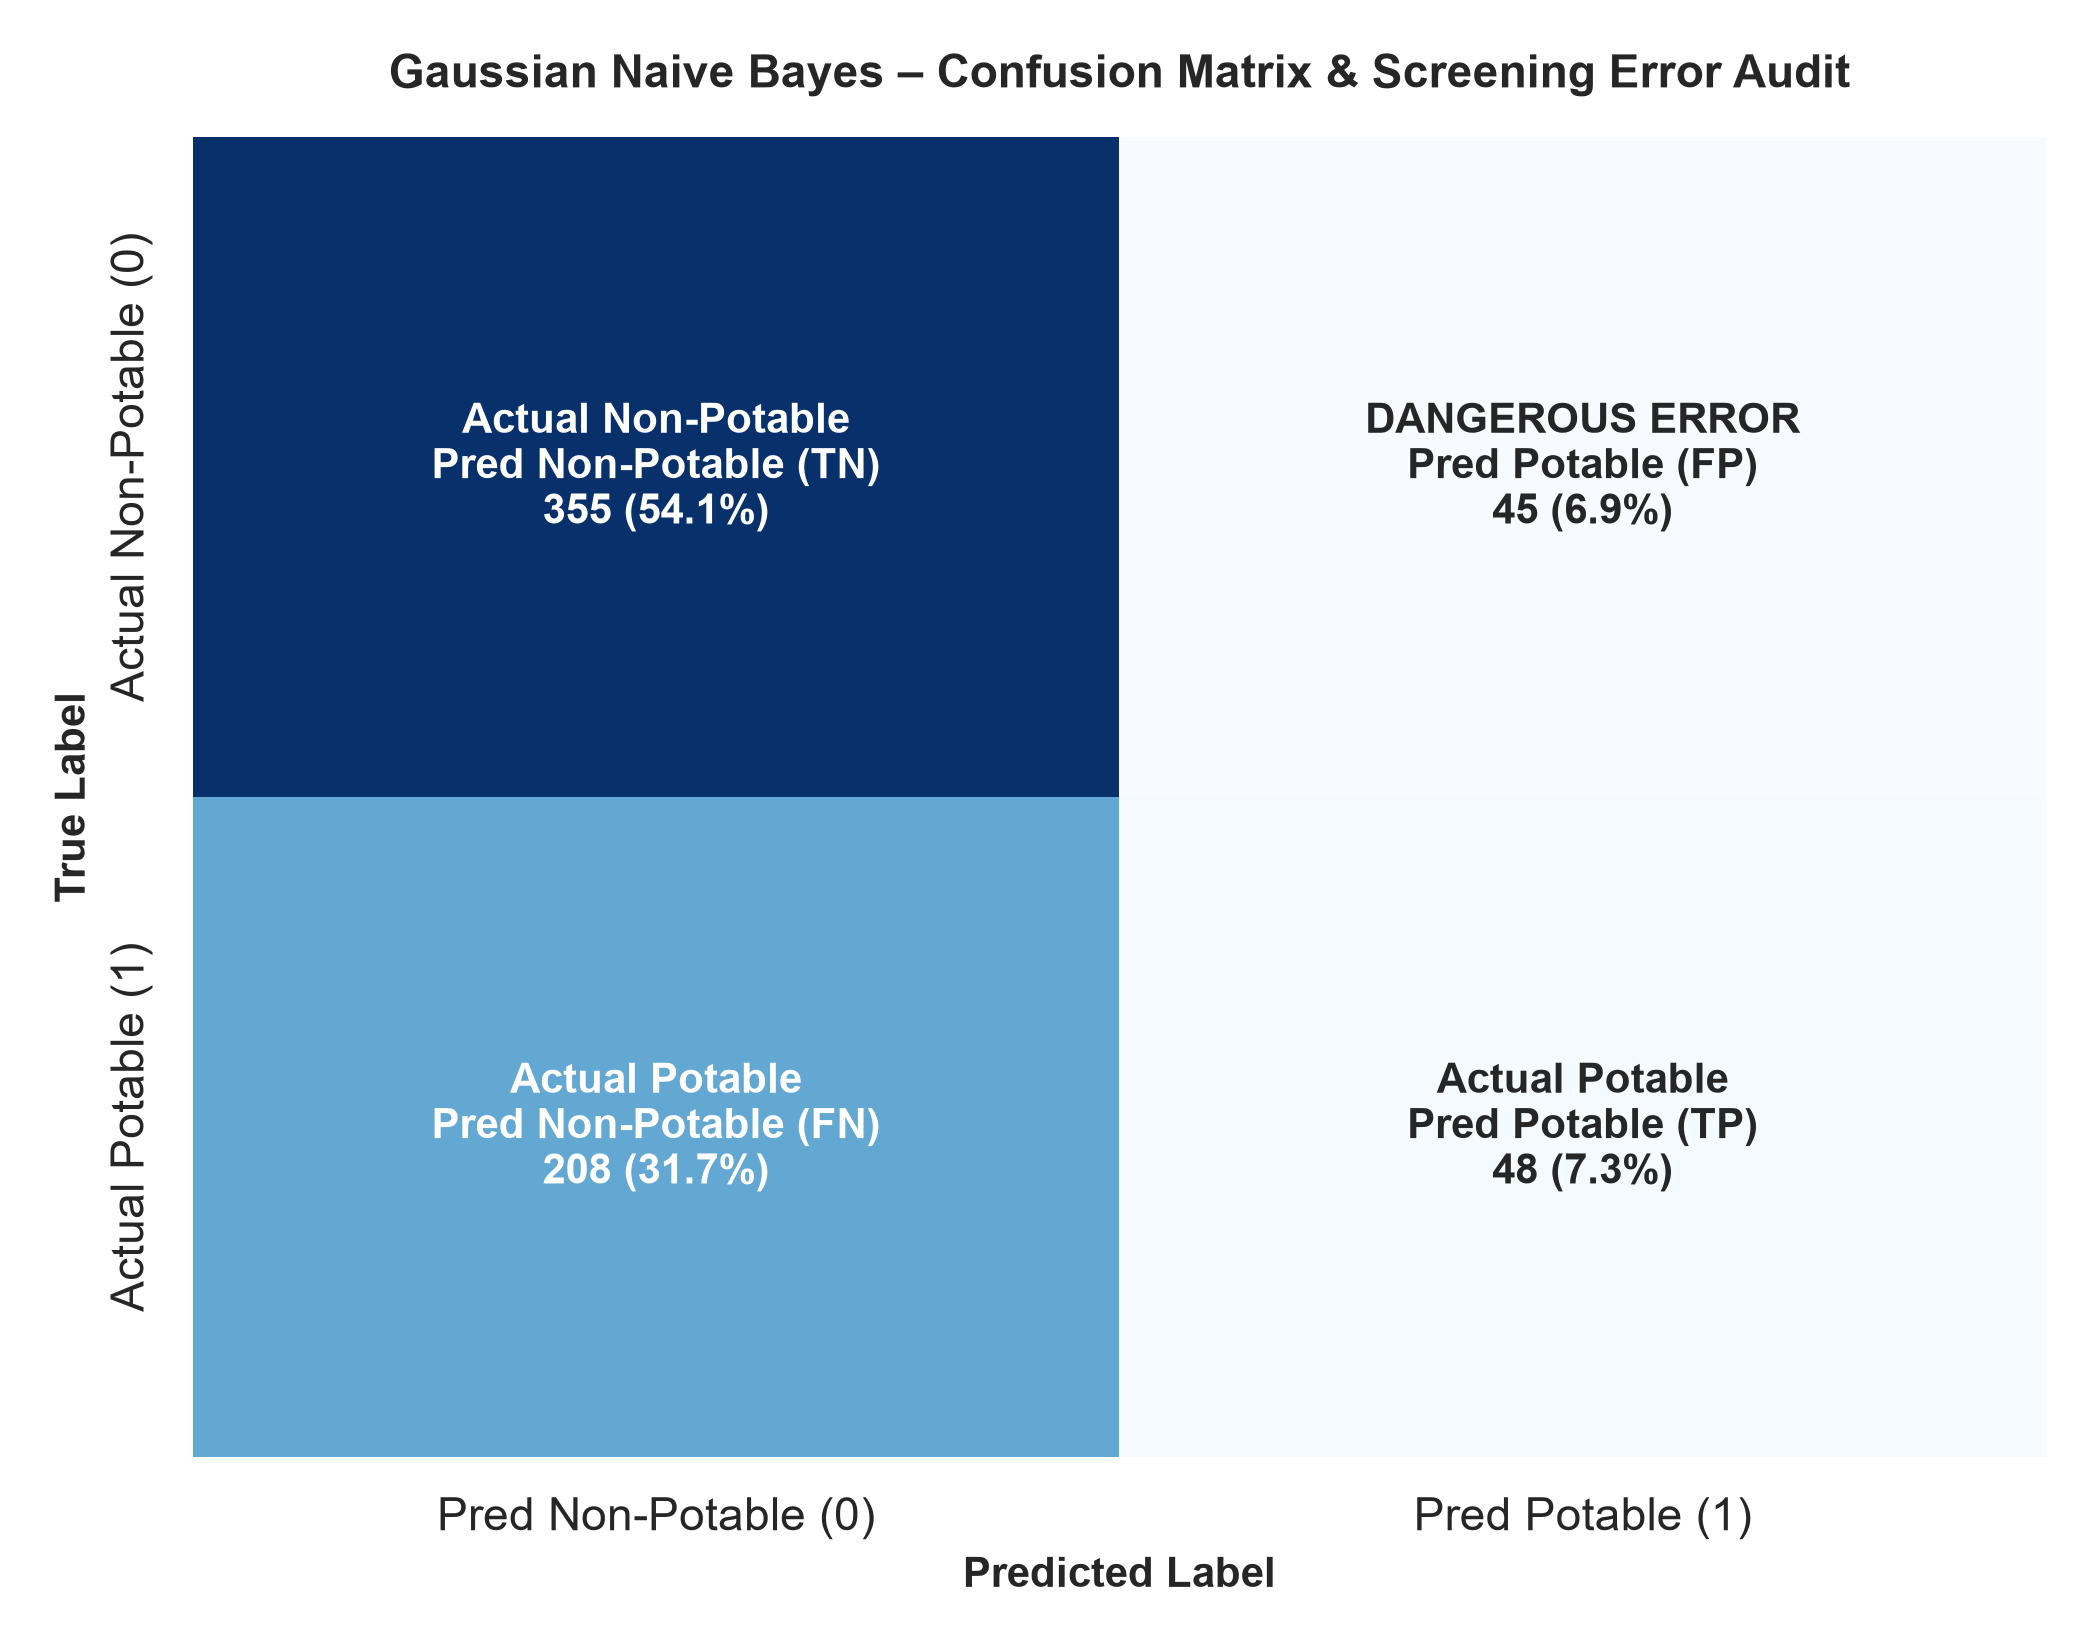 Gaussian Naive Bayes – Confusion Matrix & Screening Error Audit
True Label
Actual Non-Potable (0)
Actual Non-Potable
Pred Non-Potable (TN)
355 (54.1%)
DANGEROUS ERROR
Pred Potable (FP)
45 (6.9%)
Actual Potable (1)
Actual Potable
Pred Non-Potable (FN)
208 (31.7%)
Actual Potable
Pred Potable (TP)
48 (7.3%)
Pred Non-Potable (0)
Pred Potable (1)
Predicted Label